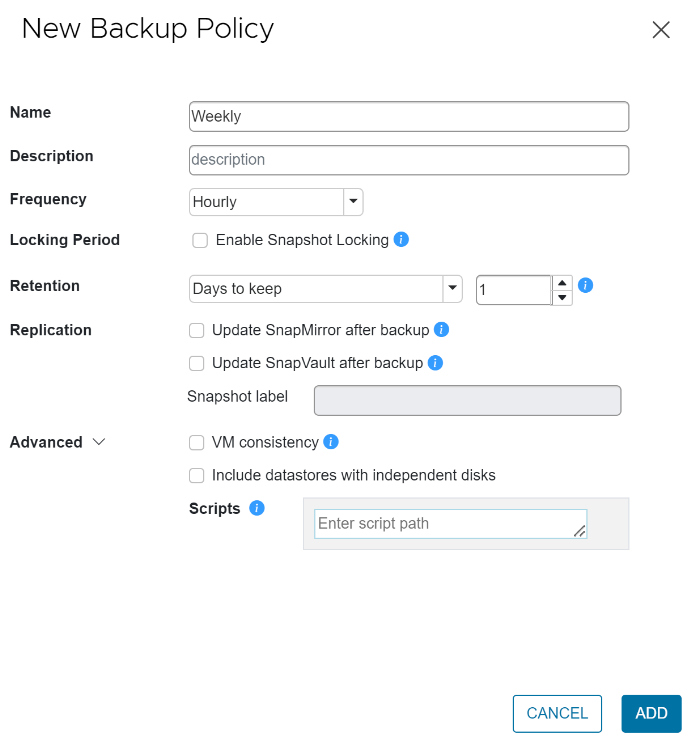 New Backup Policy
Name
Weekly
Description
description
Frequency
Hourly
Locking Period
Enable Snapshot Locking
Retention
Days to keep
1
Replication
Update SnapMirror after backup
Update SnapVault after backup
Snapshot label
Advanced
VM consistency
Include datastores with independent disks
Scripts
Enter script path
CANCEL
ADD